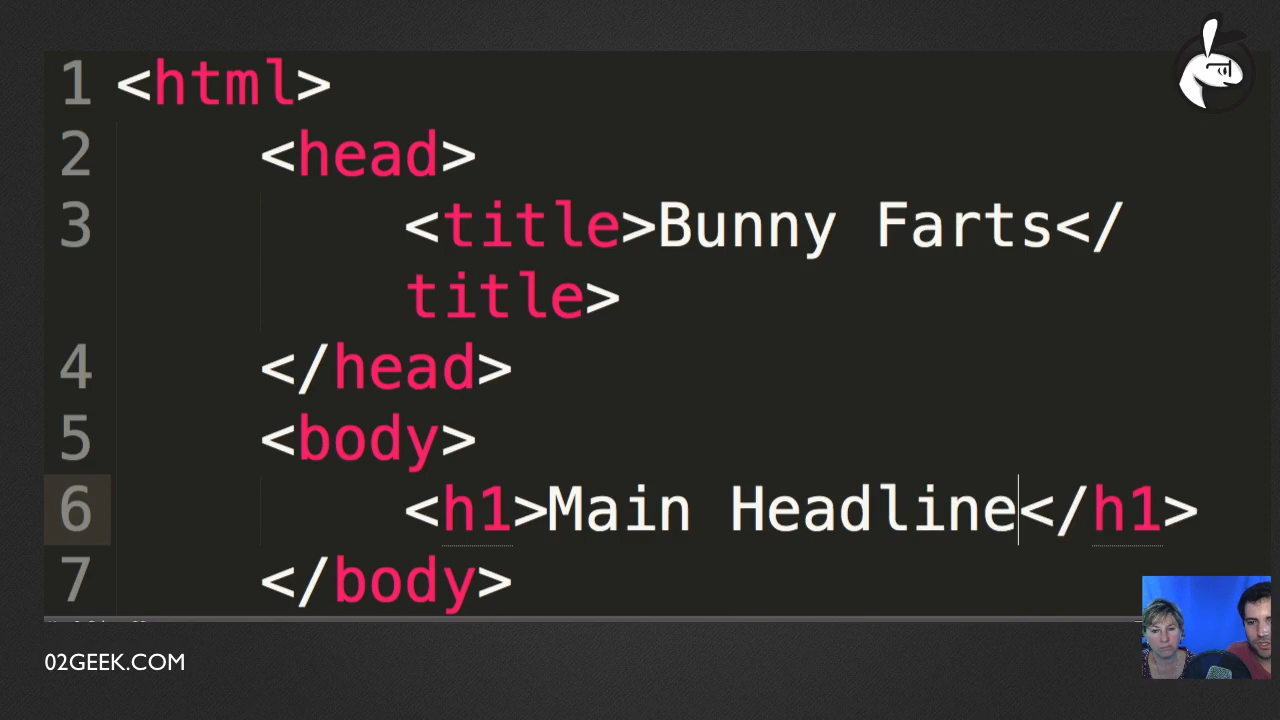 1 <html>
2 <head>
3 <title>Bunny Farts</
title>
4 </head>
5 <body>
6 <h1>Main Headline</h1>
7 </body>
02GEEK.COM